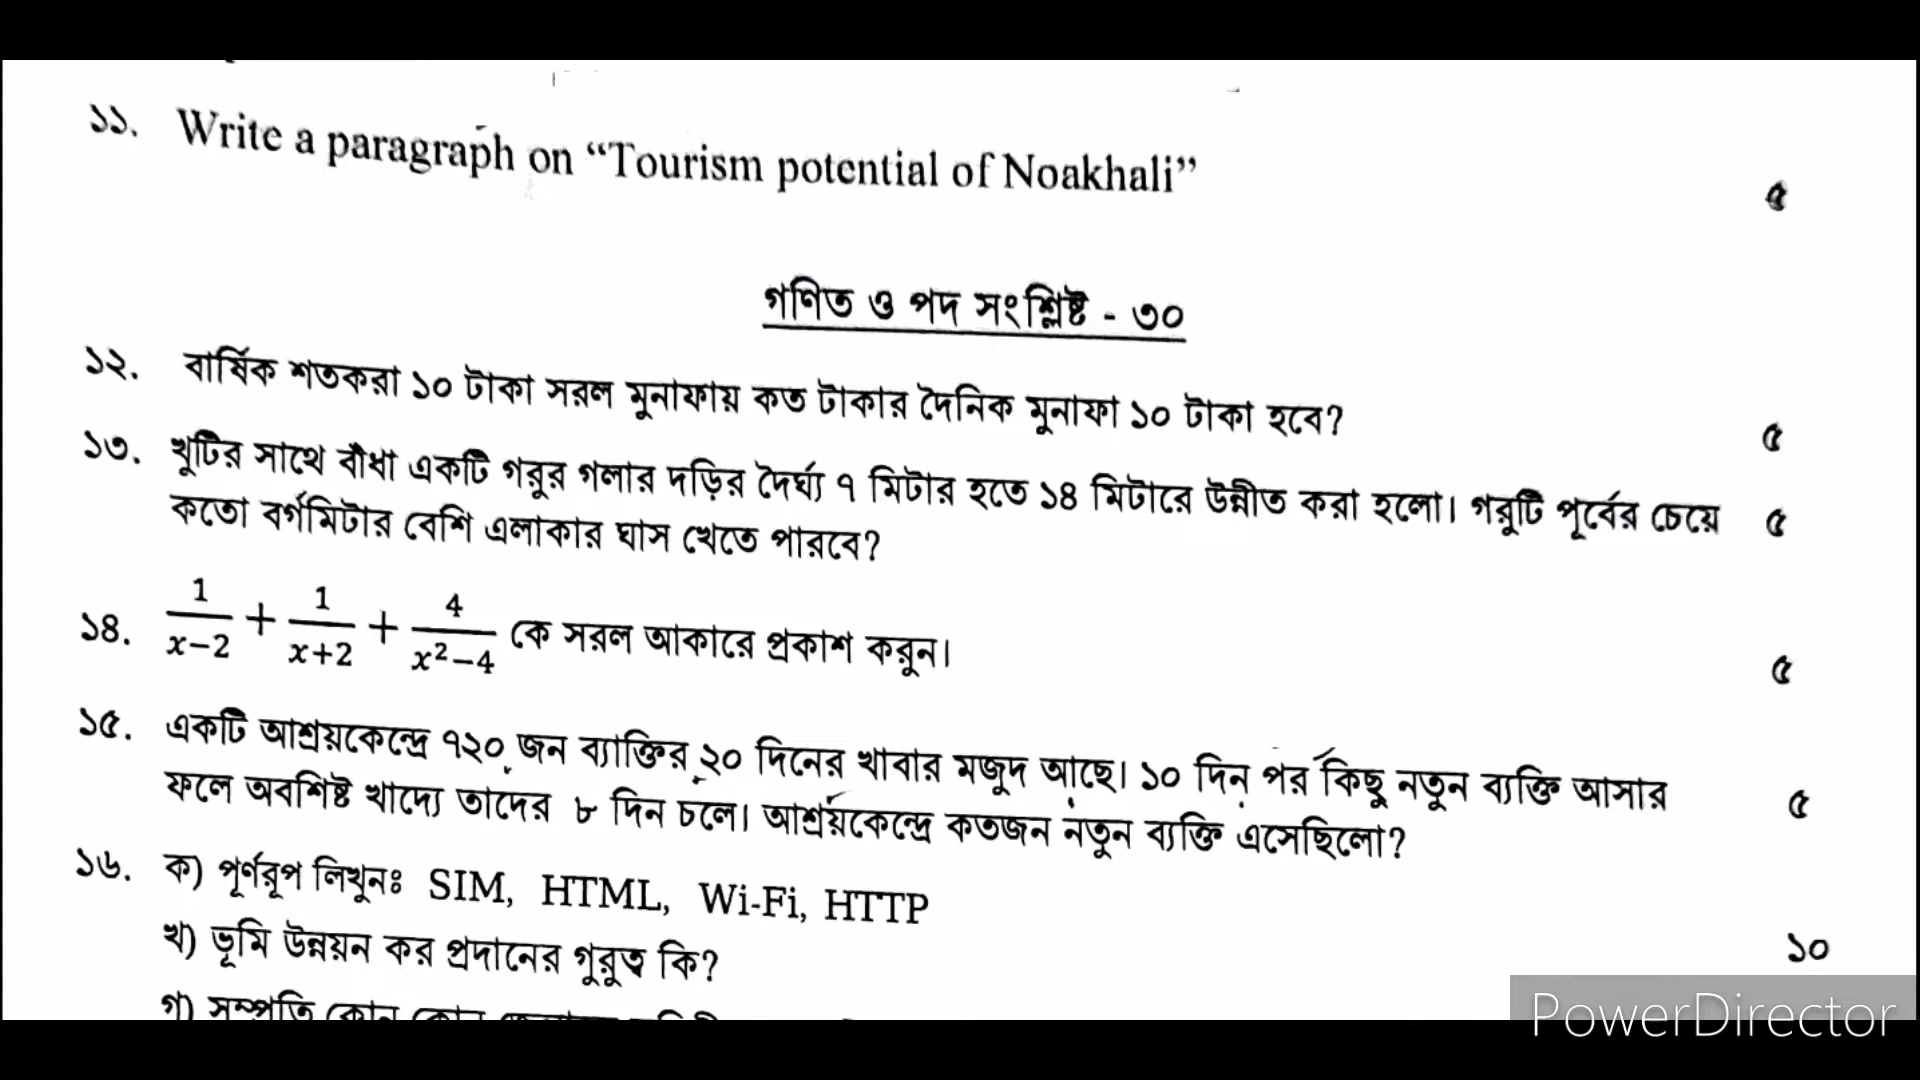 ১১. Write a paragraph on “Tourism potential of Noakhali” ৫
গণিত ও পদ সংশ্লিষ্ট - ৩০
১২. বার্ষিক শতকরা ১০ টাকা সরল মুনাফায় কত টাকার দৈনিক মুনাফা ১০ টাকা হবে? ৫
১৩. খুটির সাথে বাঁধা একটি গরুর গলার দড়ির দৈর্ঘ্য ৭ মিটার হতে ১৪ মিটারে উন্নীত করা হলো। গরুটি পূর্বের চেয়ে ৫
কতো বর্গমিটার বেশি এলাকার ঘাস খেতে পারবে?
১৪. 1/(x−2) + 1/(x+2) + 4/(x²−4) কে সরল আকারে প্রকাশ করুন। ৫
১৫. একটি আশ্রয়কেন্দ্রে ৭২০ জন ব্যাক্তির ২০ দিনের খাবার মজুদ আছে। ১০ দিন পর কিছু নতুন ব্যক্তি আসার ৫
ফলে অবশিষ্ট খাদ্যে তাদের ৮ দিন চলে। আশ্রয়কেন্দ্রে কতজন নতুন ব্যক্তি এসেছিলো?
১৬. ক) পূর্ণরূপ লিখুনঃ SIM, HTML, Wi-Fi, HTTP
খ) ভূমি উন্নয়ন কর প্রদানের গুরুত্ব কি? ১০
গ) সম্প্রতি কোন কোন
PowerDirector